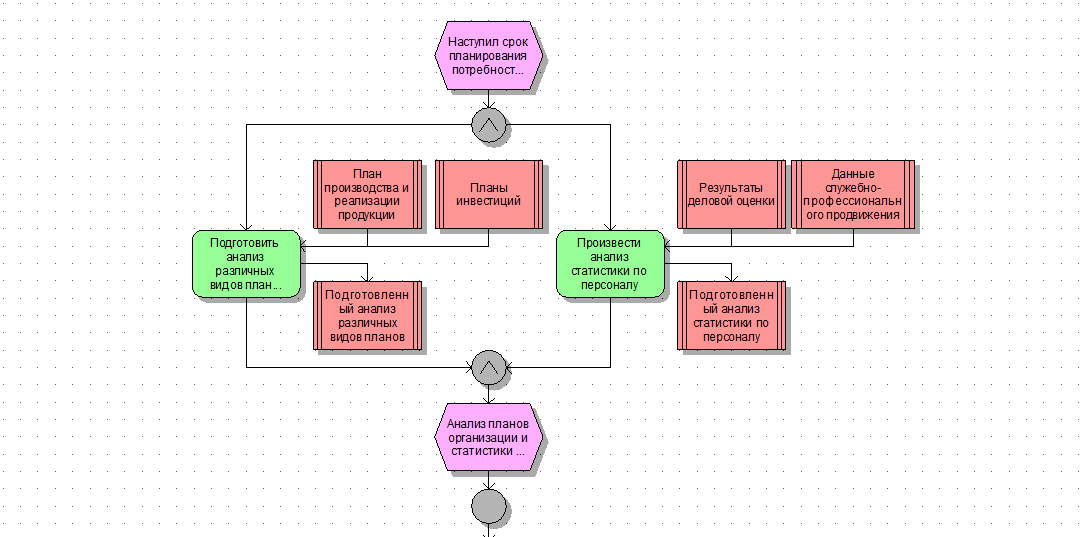 Наступил срок
планирования
потребност...
План
производства и
реализации
продукции
Планы
инвестиций
Результаты
деловой оценки
Данные
служебно-
профессиональн
ого продвижения
Подготовить
анализ
различных
видов план...
Произвести
анализ
статистики по
персоналу
Подготовленн
ый анализ
различных
видов планов
Подготовленн
ый анализ
статистики по
персоналу
Анализ планов
организации и
статистики ...